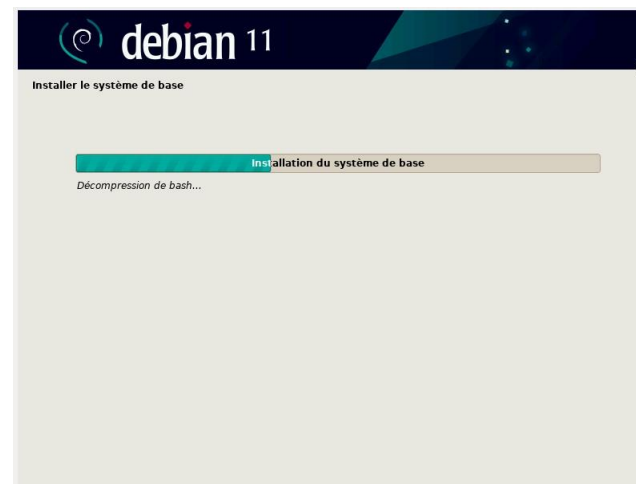 debian 11
Installer le système de base
Installation du système de base
Décompression de bash...